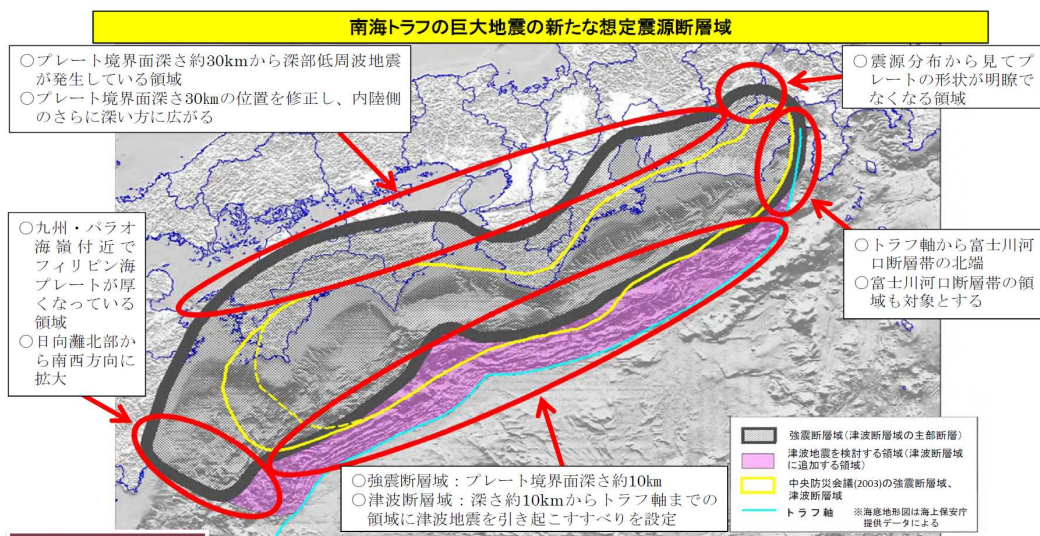 南海トラフの巨大地震の新たな想定震源断層域
○プレート境界面深さ約30kmから深部低周波地震
が発生している領域
○プレート境界面深さ30kmの位置を修正し、内陸側
のさらに深い方に広がる
○震源分布から見てプ
レートの形状が明瞭で
なくなる領域
○九州・パラオ
海嶺付近で
フィリピン海
プレートが厚
くなっている
領域
○日向灘北部か
ら南西方向に
拡大
○トラフ軸から富士川河
口断層帯の北端
○富士川河口断層帯の領
域も対象とする
○強震断層域：プレート境界面深さ約10km
○津波断層域：深さ約10kmからトラフ軸までの
領域に津波地震を引き起こすすべりを設定
強震断層域(津波断層域の主部断層)
津波地震を検討する領域(津波断層域
に追加する領域)
中央防災会議(2003)の強震断層域、
津波断層域
トラフ軸
※海底地形図は海上保安庁
提供データによる